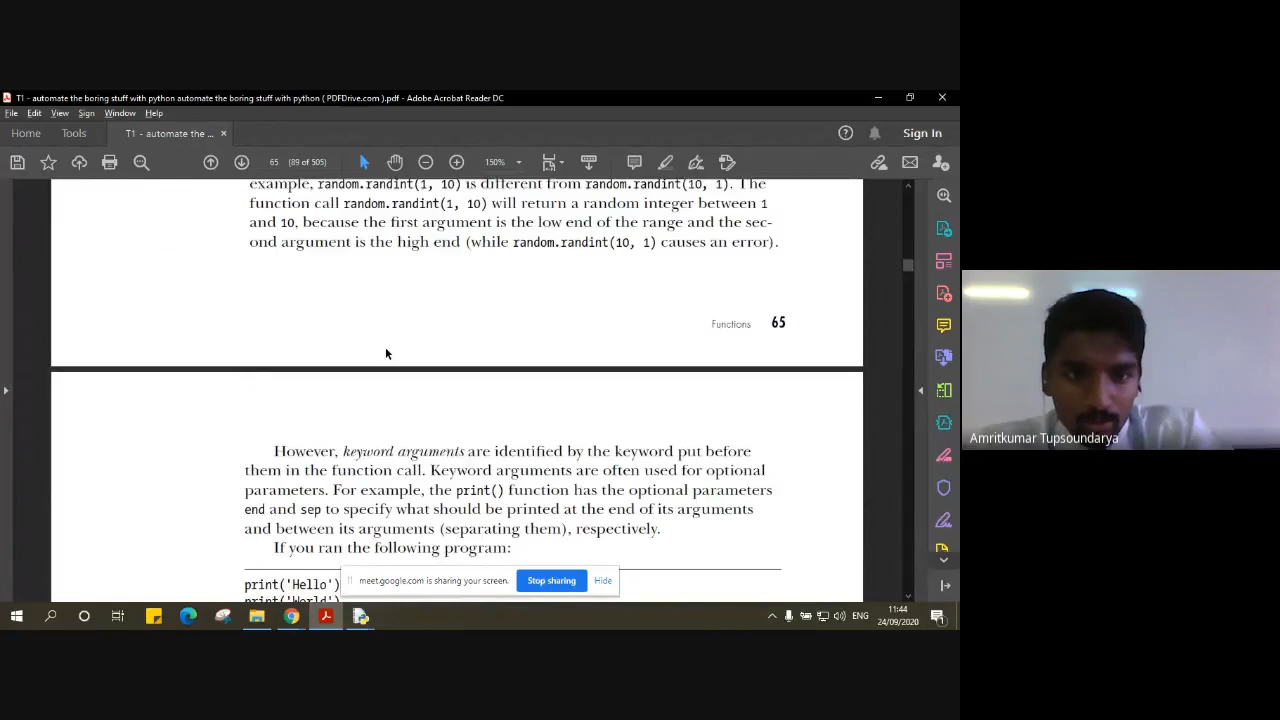 T1 - automate the boring stuff with python automate the boring stuff with python ( PDFDrive.com ).pdf - Adobe Acrobat Reader DC
File Edit View Sign Window Help
Home Tools T1 - automate the ... × Sign In
65 (89 of 505) 150%
example, random.randint(1, 10) is different from random.randint(10, 1). The
function call random.randint(1, 10) will return a random integer between 1
and 10, because the first argument is the low end of the range and the sec-
ond argument is the high end (while random.randint(10, 1) causes an error).
Functions 65
However, keyword arguments are identified by the keyword put before
them in the function call. Keyword arguments are often used for optional
parameters. For example, the print() function has the optional parameters
end and sep to specify what should be printed at the end of its arguments
and between its arguments (separating them), respectively.
If you ran the following program:
print('Hello')
print('World')
meet.google.com is sharing your screen. Stop sharing Hide
ENG 11:44
24/09/2020
1
Amritkumar Tupsoundarya